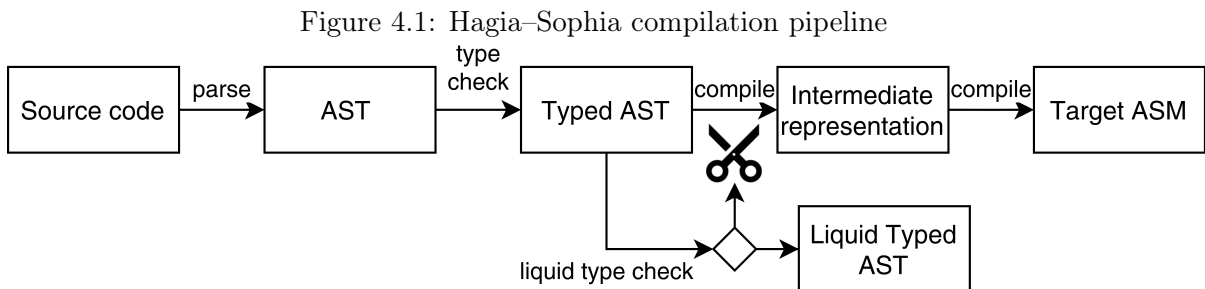 Figure 4.1: Hagia–Sophia compilation pipeline
Source code
parse
AST
type
check
Typed AST
compile
Intermediate
representation
compile
Target ASM
liquid type check
Liquid Typed
AST